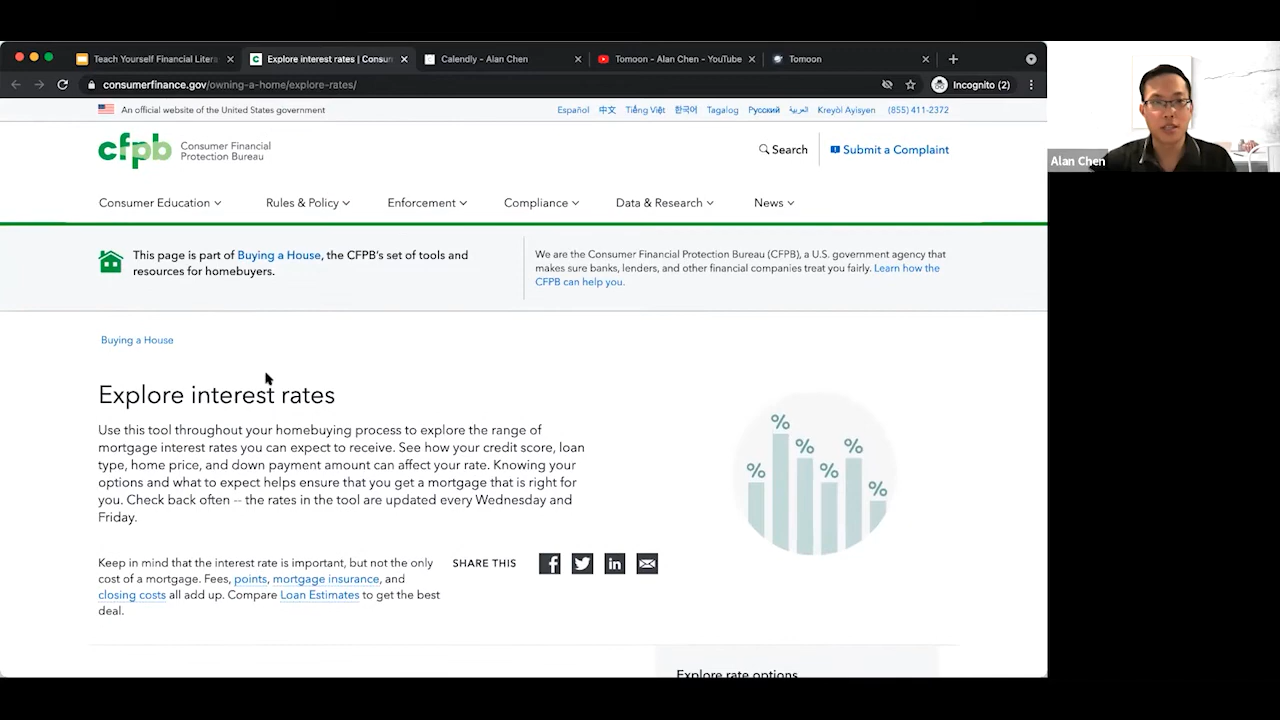 Teach Yourself Financial Litera
Explore interest rates | Consun
Calendly - Alan Chen
Tomoon - Alan Chen - YouTube
Tomoon
consumerfinance.gov/owning-a-home/explore-rates/
Incognito (2)
An official website of the United States government
Español 中文 Tiếng Việt 한국어 Tagalog Русский العربية Kreyòl Ayisyen (855) 411-2372
cfpb Consumer Financial
Protection Bureau
Search
Submit a Complaint
Alan Chen
Consumer Education Rules & Policy Enforcement Compliance Data & Research News
This page is part of Buying a House, the CFPB's set of tools and
resources for homebuyers.
We are the Consumer Financial Protection Bureau (CFPB), a U.S. government agency that
makes sure banks, lenders, and other financial companies treat you fairly. Learn how the
CFPB can help you.
Buying a House
Explore interest rates
Use this tool throughout your homebuying process to explore the range of
mortgage interest rates you can expect to receive. See how your credit score, loan
type, home price, and down payment amount can affect your rate. Knowing your
options and what to expect helps ensure that you get a mortgage that is right for
you. Check back often -- the rates in the tool are updated every Wednesday and
Friday.
% % % % % %
Keep in mind that the interest rate is important, but not the only
cost of a mortgage. Fees, points, mortgage insurance, and
closing costs all add up. Compare Loan Estimates to get the best
deal.
SHARE THIS
Explore rate options